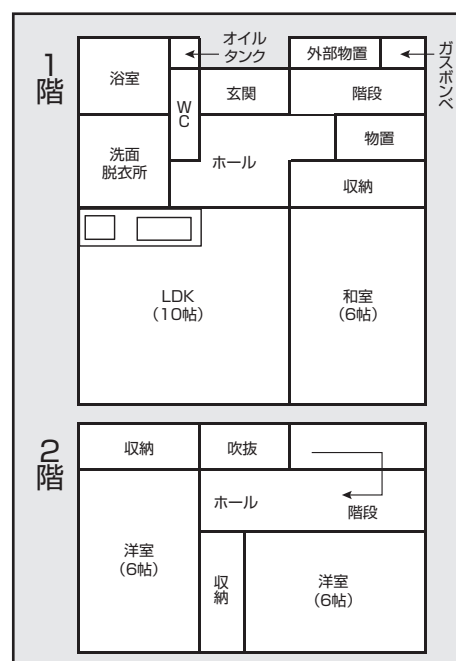 1階
オイル
タンク
外部物置
ガスボンベ
浴室
WC
玄関
階段
物置
洗面
脱衣所
ホール
収納
LDK
(10帖)
和室
(6帖)
2階
収納
吹抜
ホール
階段
洋室
(6帖)
収納
洋室
(6帖)